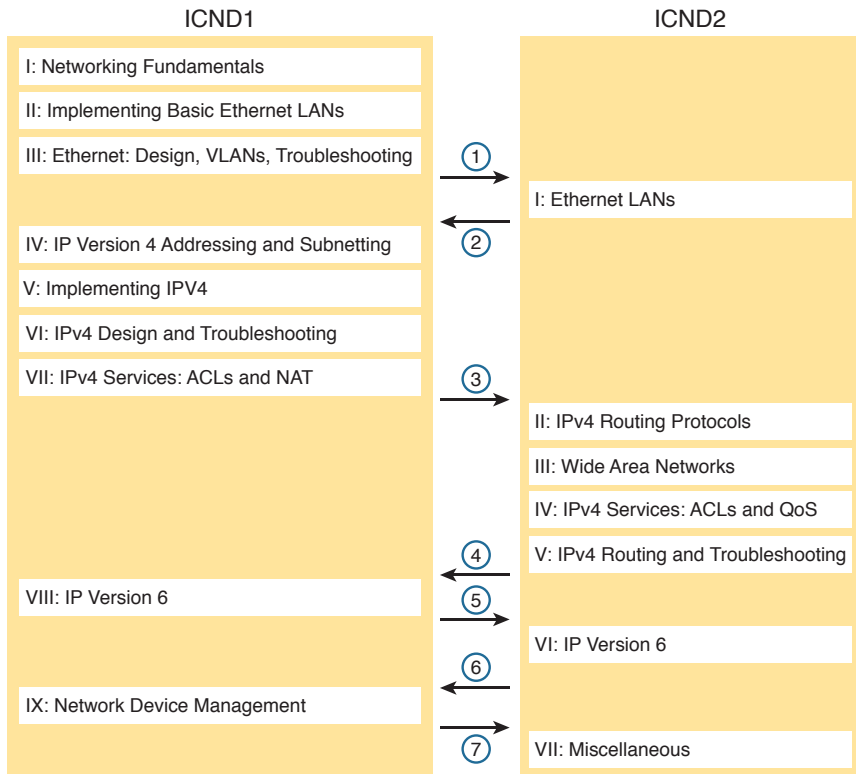 ICND1
ICND2
I: Networking Fundamentals
II: Implementing Basic Ethernet LANs
III: Ethernet: Design, VLANs, Troubleshooting
1
I: Ethernet LANs
2
IV: IP Version 4 Addressing and Subnetting
V: Implementing IPV4
VI: IPv4 Design and Troubleshooting
VII: IPv4 Services: ACLs and NAT
3
II: IPv4 Routing Protocols
III: Wide Area Networks
IV: IPv4 Services: ACLs and QoS
V: IPv4 Routing and Troubleshooting
4
VIII: IP Version 6
5
VI: IP Version 6
6
IX: Network Device Management
7
VII: Miscellaneous